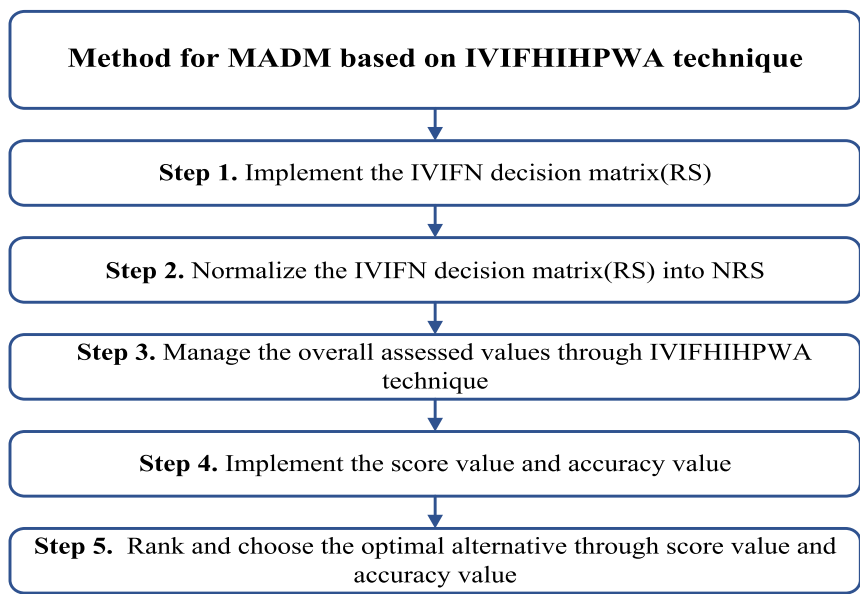 Method for MADM based on IVIFHIHPWA technique
Step 1. Implement the IVIFN decision matrix(RS)
Step 2. Normalize the IVIFN decision matrix(RS) into NRS
Step 3. Manage the overall assessed values through IVIFHIHPWA
technique
Step 4. Implement the score value and accuracy value
Step 5. Rank and choose the optimal alternative through score value and
accuracy value